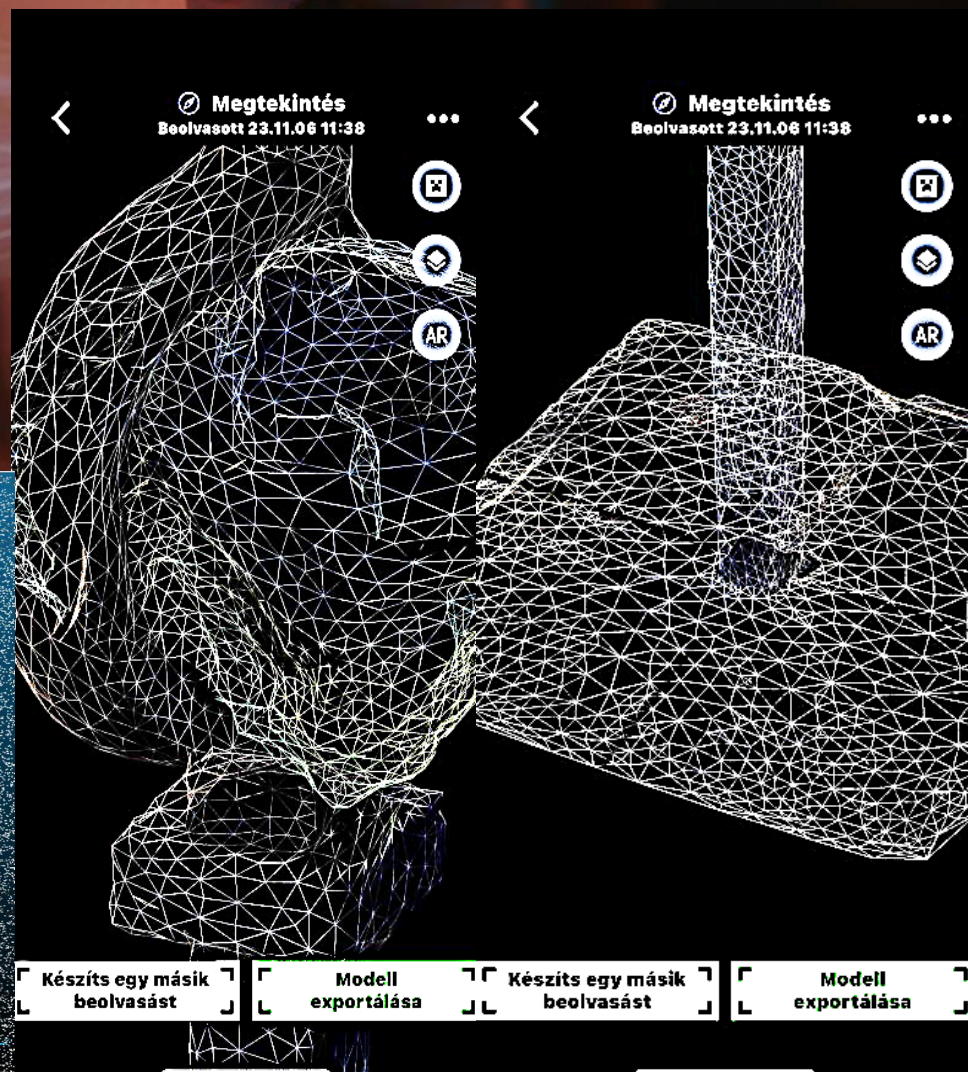 Megtekintés
Beolvasott 23.11.06 11:38
AR
Készíts egy másik
beolvasást
Modell
exportálása
Megtekintés
Beolvasott 23.11.06 11:38
AR
Készíts egy másik
beolvasást
Modell
exportálása